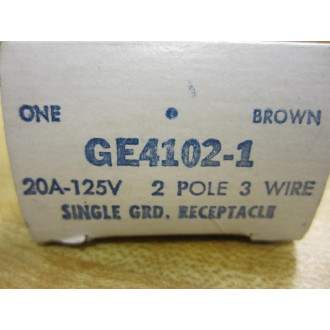 ONE • BROWN
GE4102-1
20A-125V 2 POLE 3 WIRE
SINGLE GRD. RECEPTACLE